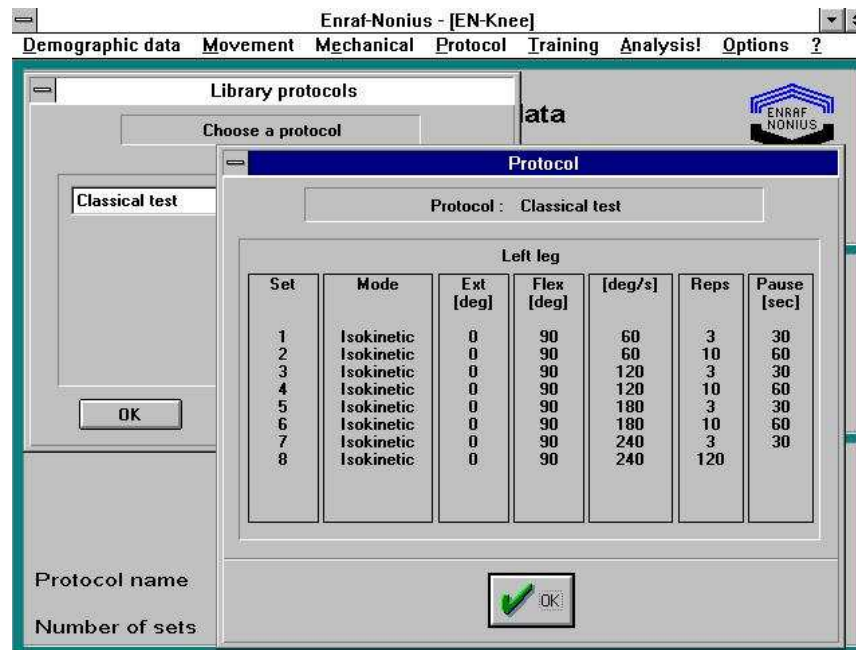 Enraf-Nonius - [EN-Knee]
Demographic data Movement Mechanical Protocol Training Analysis! Options ?
Library protocols
Choose a protocol
Classical test
OK
lata
ENRAF
NONIUS
Protocol
Protocol : Classical test
Left leg
Set Mode Ext [deg] Flex [deg] [deg/s] Reps Pause [sec]
1 Isokinetic 0 90 60 3 30
2 Isokinetic 0 90 60 10 60
3 Isokinetic 0 90 120 3 30
4 Isokinetic 0 90 120 10 60
5 Isokinetic 0 90 180 3 30
6 Isokinetic 0 90 180 10 60
7 Isokinetic 0 90 240 3 30
8 Isokinetic 0 90 240 120
OK
Protocol name
Number of sets